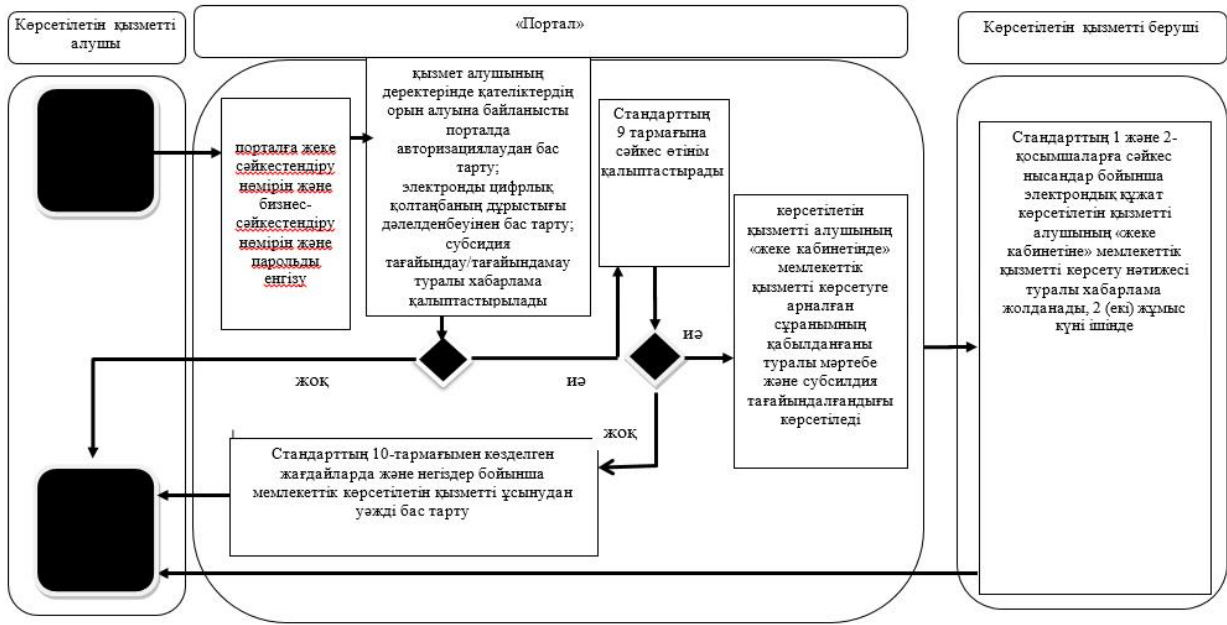 Көрсетілетін қызметті
алушы
«Портал»
Көрсетілетін қызметті беруші
порталға жеке
сәйкестендіру
нөмірін және
бизнес-
сәйкестендіру
нөмірін және
парольды
енгізу
қызмет алушының
деректерінде қателіктердің
орын алуына байланысты
порталда
авторизациялаудан бас
тарту;
электронды цифрлық
қолтаңбаның дұрыстығы
дәлелденбеуінен бас тарту;
субсидия
тағайындау/тағайындамау
туралы хабарлама
қалыптастырылады
Стандарттың
9 тармағына
сәйкес өтінім
қалыптастырады
көрсетілетін
қызметті алушының
«жеке кабинетінде»
мемлекеттік
қызметті көрсетуге
арналған
сұранымның
қабылданғаны
туралы мәртебе
және субсилдия
тағайындалғандығы
көрсетіледі
Стандарттың 1 және 2-
қосымшаларға сәйкес
нысандар бойынша
электрондық құжат
көрсетілетін қызметті
алушының «жеке
кабинетіне» мемлекеттік
қызметті көрсету нәтижесі
туралы хабарлама
жолданады, 2 (екі) жұмыс
күні ішінде
жоқ
иә
иә
жоқ
Стандарттың 10-тармағымен көзделген
жағдайларда және негіздер бойынша
мемлекеттік көрсетілетін қызметті ұсынудан
уәжді бас тарту